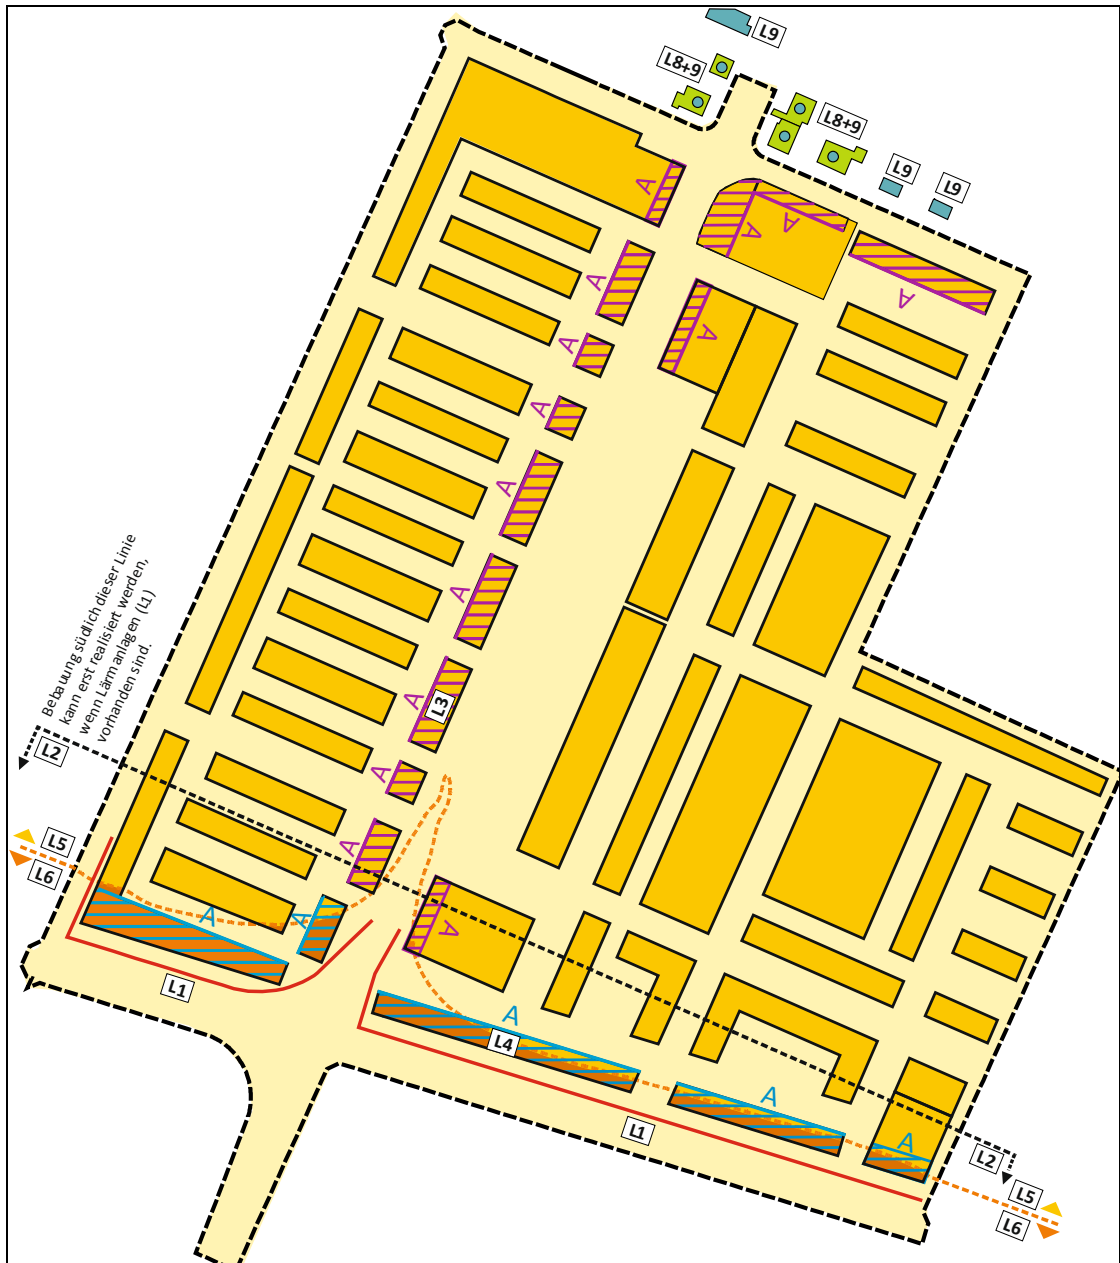 L9
L8+9
L8+9
L9
L9
A
A
A
A
A
A
A
A
A
A
Bebauung südlich dieser Linie
kann erst realisiert werden,
wenn Lärmanlagen (L1)
vorhanden sind.
A
L3
L2
A
A
L5
L6
A
A
A
L1
A
L4
A
L1
A
L2
L5
L6